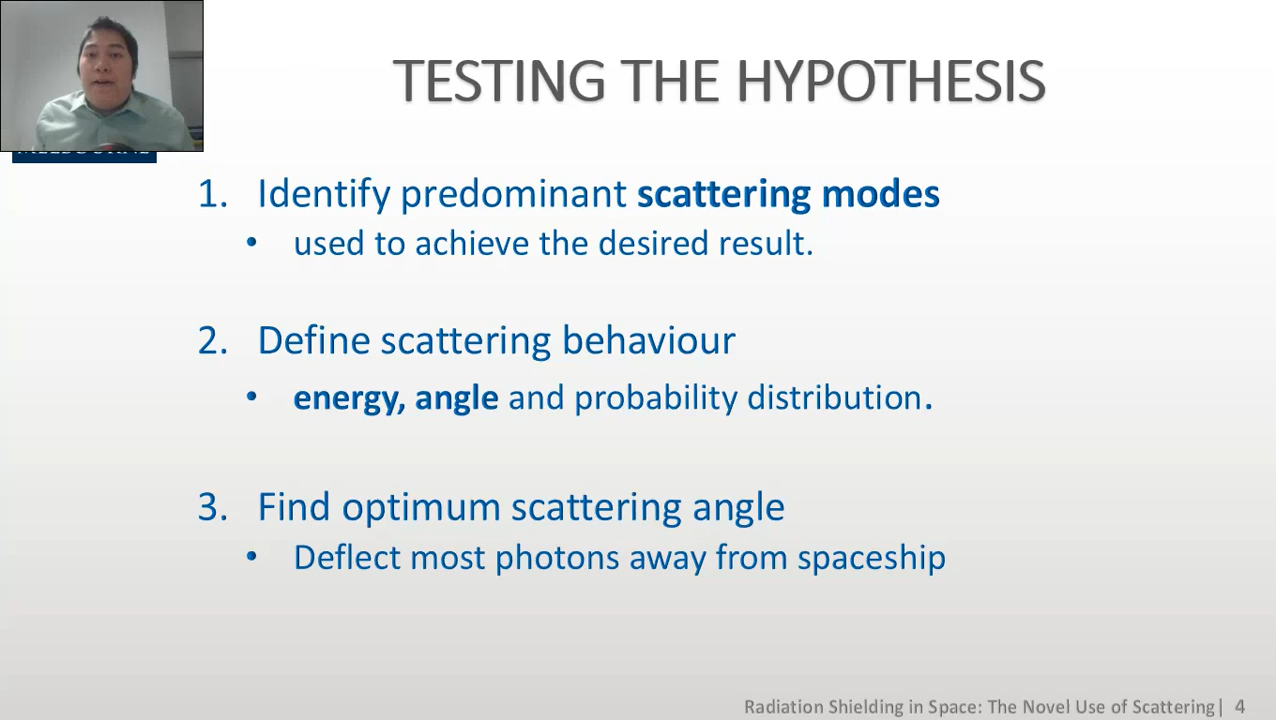 TESTING THE HYPOTHESIS
1. Identify predominant scattering modes
• used to achieve the desired result.
2. Define scattering behaviour
• energy, angle and probability distribution.
3. Find optimum scattering angle
• Deflect most photons away from spaceship
Radiation Shielding in Space: The Novel Use of Scattering| 4